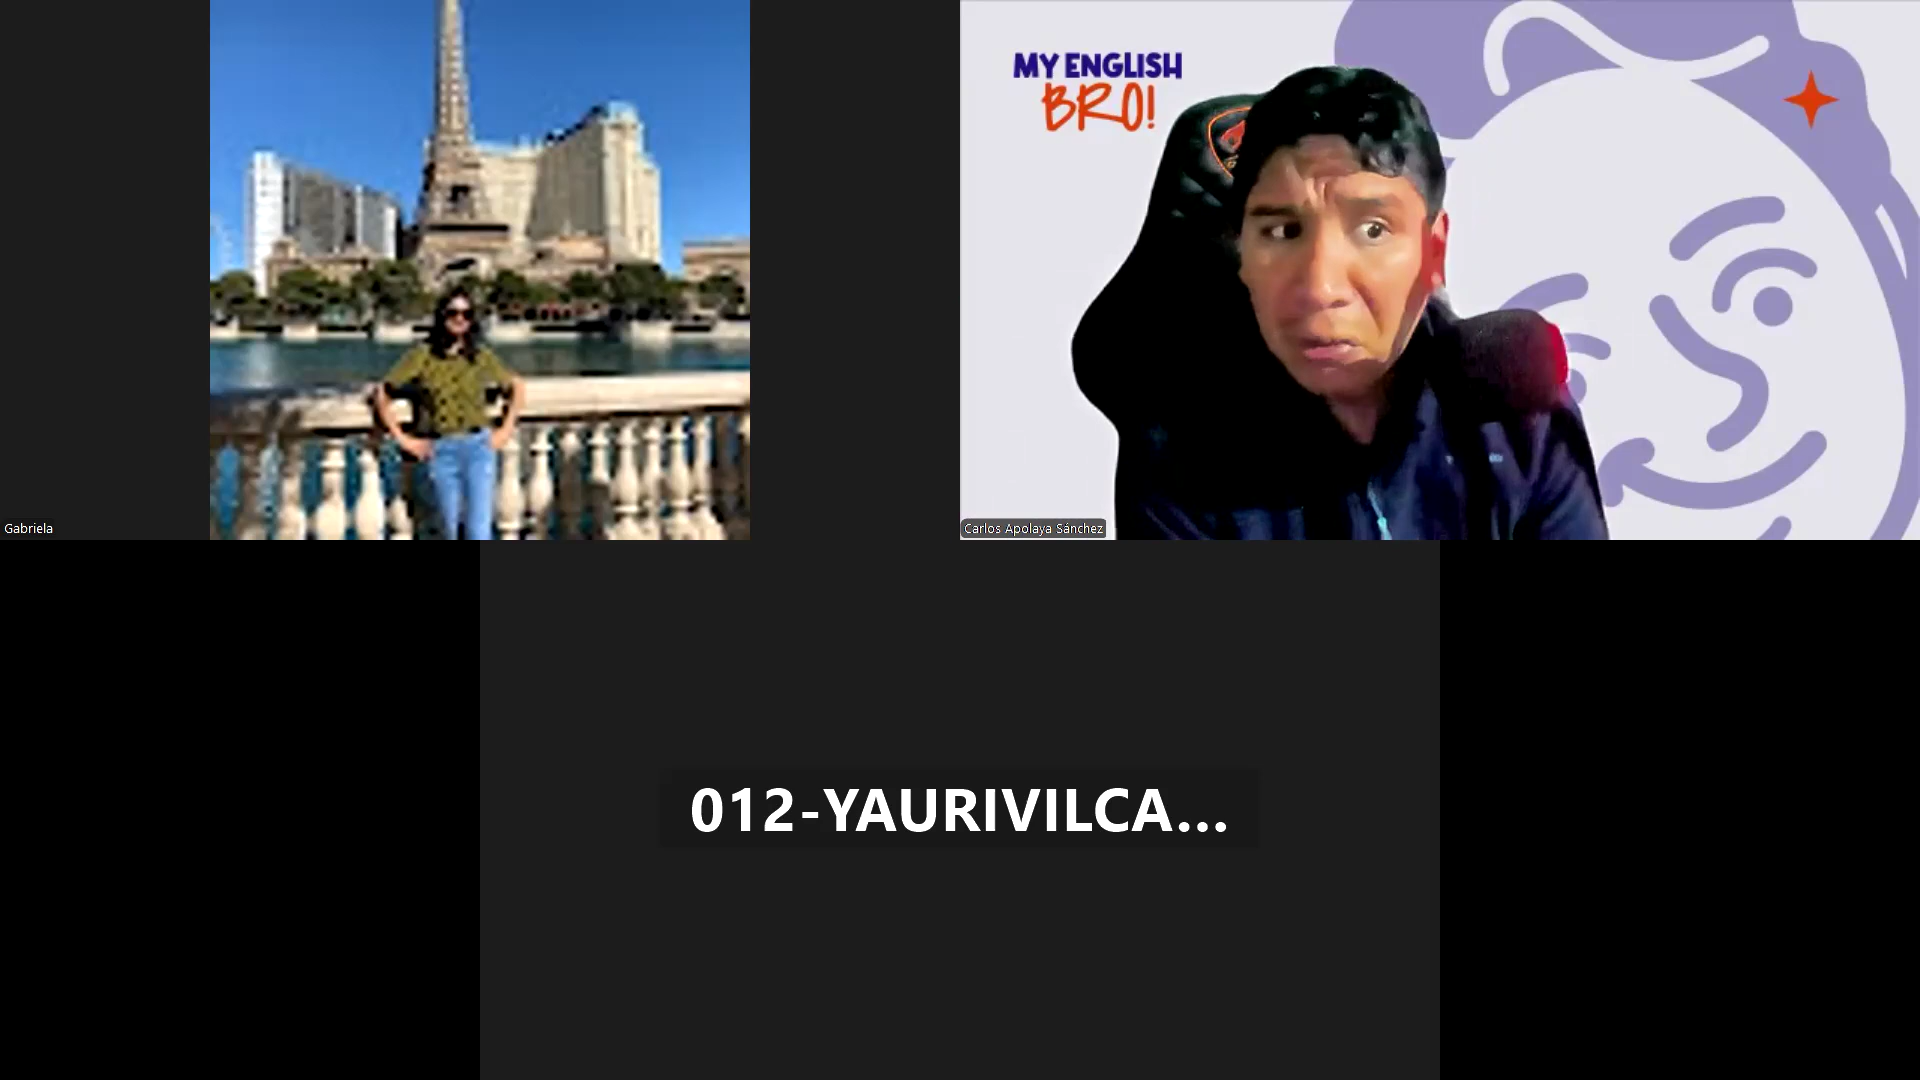 MY ENGLISH
BRO!
Gabriela
Carlos Apolaya Sánchez
012-YAURIVILCA...